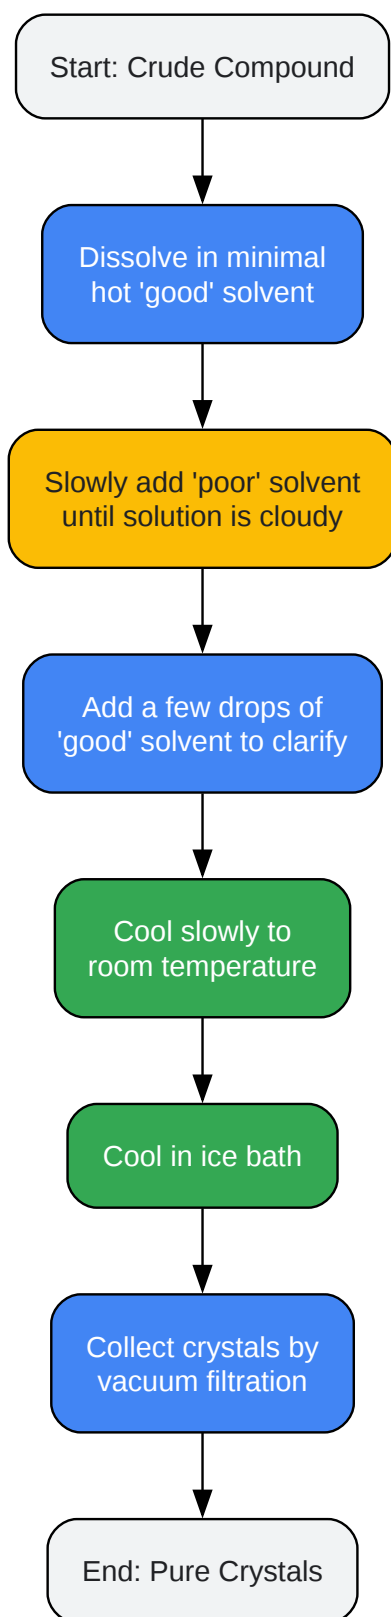 Start: Crude Compound
Dissolve in minimal
hot 'good' solvent
Slowly add 'poor' solvent
until solution is cloudy
Add a few drops of
'good' solvent to clarify
Cool slowly to
room temperature
Cool in ice bath
Collect crystals by
vacuum filtration
End: Pure Crystals